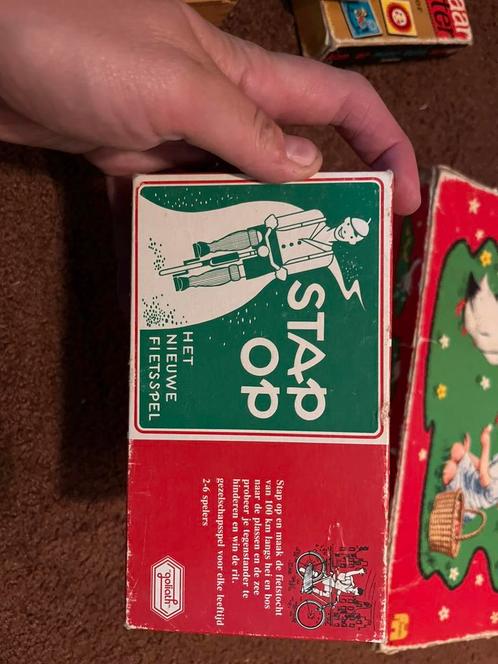 STAP
OP
HET
NIEUWE
FIETSSPEL
Stap op en maak de fietstocht
van 100 km langs hei en bos
naar de plassen en de zee
probeer je tegenstander te
hinderen en win de rit.
gezelschapsspel voor elke leeftijd
2-6 spelers
goliath